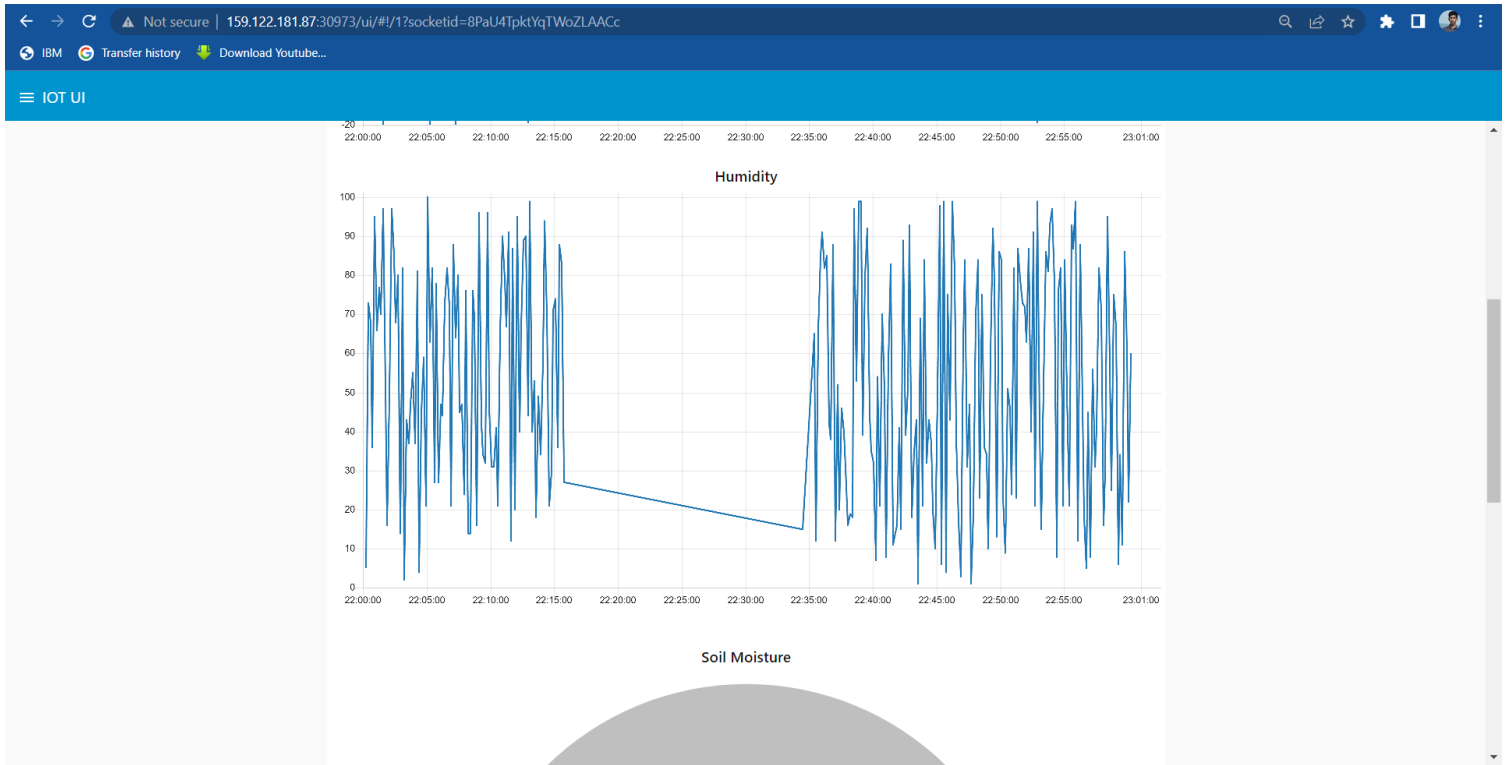 Not secure | 159.122.181.87:30973/ui/#!/1?socketid=8PaU4TpktYqTWoZLAACc
IBM Transfer history Download Youtube...
IOT UI
-20
22:00:00 22:05:00 22:10:00 22:15:00 22:20:00 22:25:00 22:30:00 22:35:00 22:40:00 22:45:00 22:50:00 22:55:00 23:01:00
Humidity
100
90
80
70
60
50
40
30
20
10
0
22:00:00 22:05:00 22:10:00 22:15:00 22:20:00 22:25:00 22:30:00 22:35:00 22:40:00 22:45:00 22:50:00 22:55:00 23:01:00
Soil Moisture